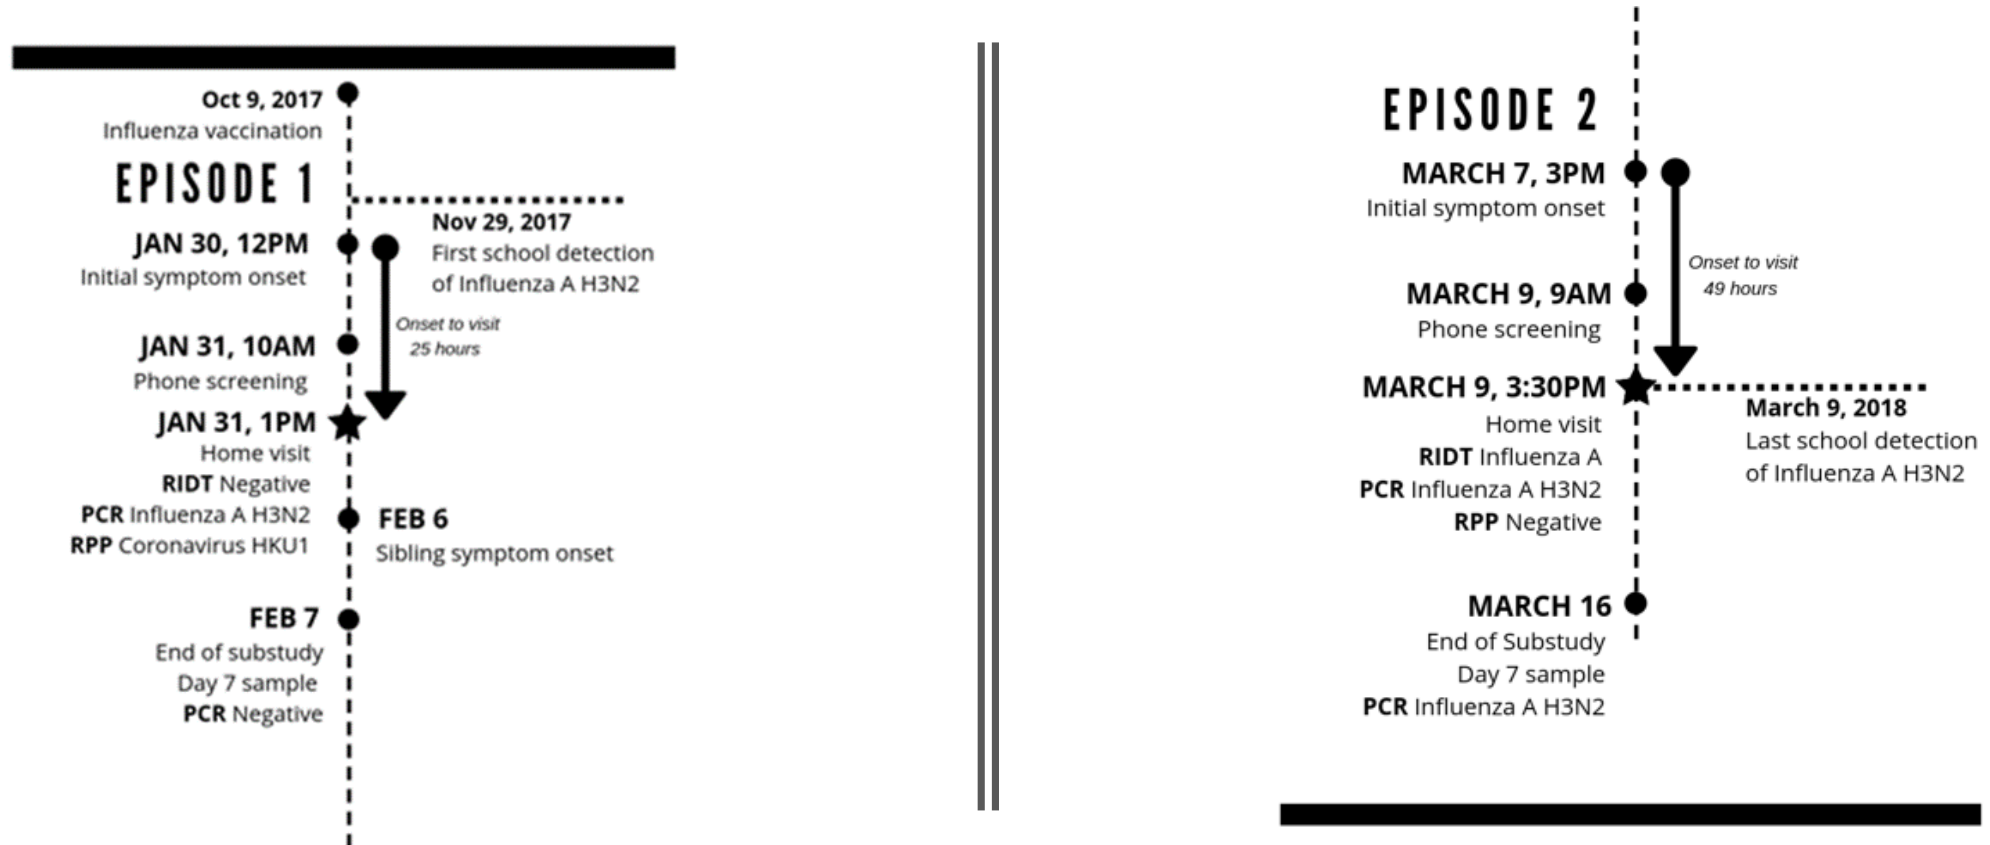 Oct 9, 2017
Influenza vaccination
EPISODE 1
Nov 29, 2017
First school detection
of Influenza A H3N2
JAN 30, 12PM
Initial symptom onset
Onset to visit
25 hours
JAN 31, 10AM
Phone screening
JAN 31, 1PM
Home visit
RIDT Negative
PCR Influenza A H3N2
RPP Coronavirus HKU1
FEB 6
Sibling symptom onset
FEB 7
End of substudy
Day 7 sample
PCR Negative
EPISODE 2
MARCH 7, 3PM
Initial symptom onset
Onset to visit
49 hours
MARCH 9, 9AM
Phone screening
MARCH 9, 3:30PM
Home visit
RIDT Influenza A
PCR Influenza A H3N2
RPP Negative
March 9, 2018
Last school detection
of Influenza A H3N2
MARCH 16
End of Substudy
Day 7 sample
PCR Influenza A H3N2